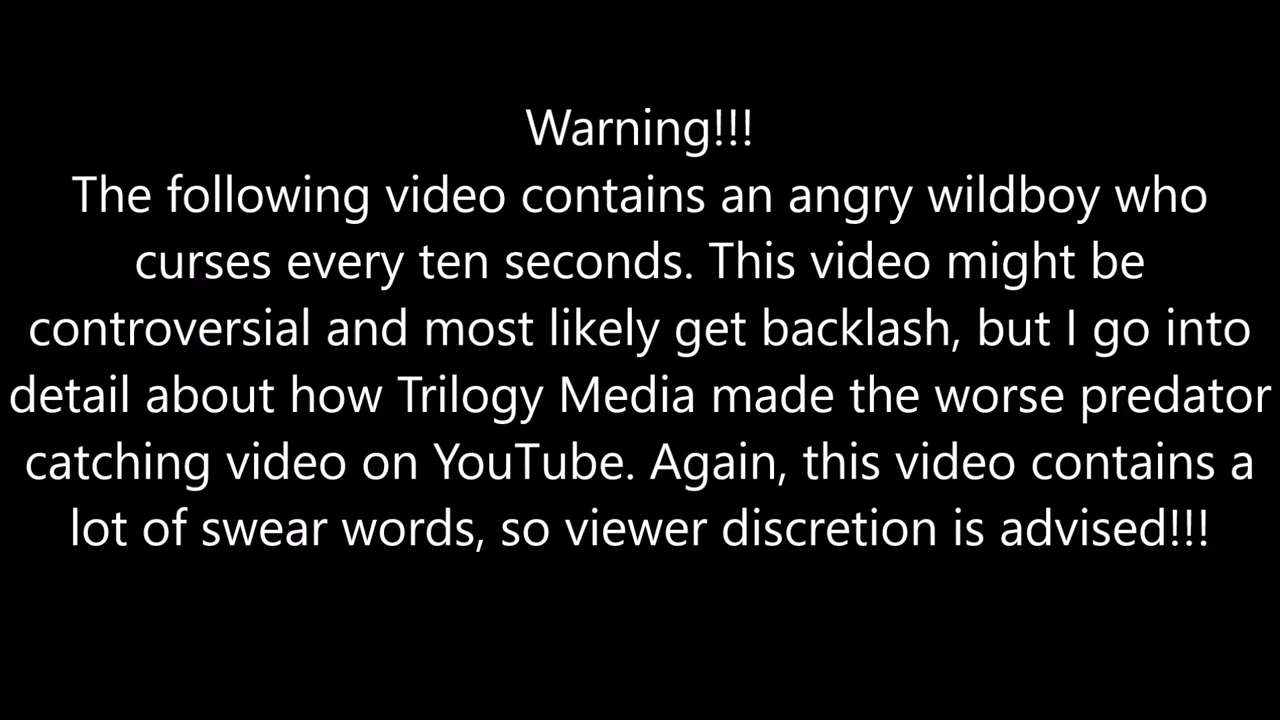 Warning!!!
The following video contains an angry wildboy who
curses every ten seconds. This video might be
controversial and most likely get backlash, but I go into
detail about how Trilogy Media made the worse predator
catching video on YouTube. Again, this video contains a
lot of swear words, so viewer discretion is advised!!!